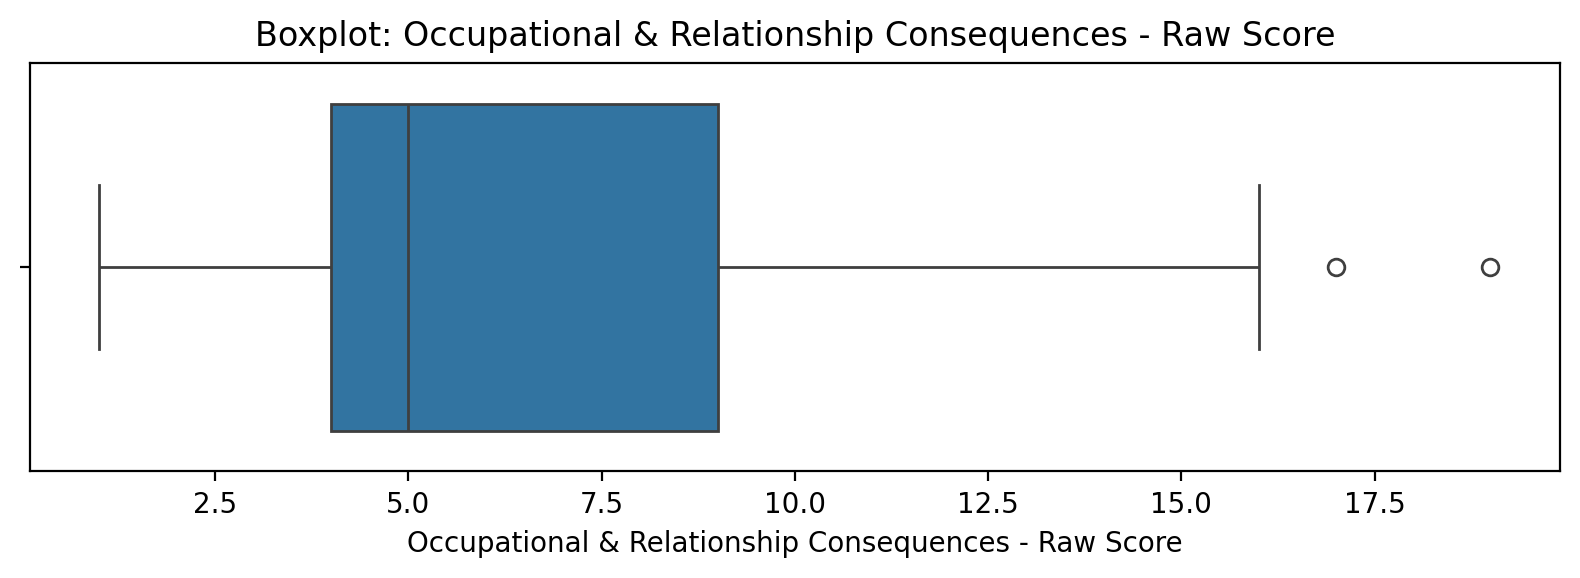 Boxplot: Occupational & Relationship Consequences - Raw Score
2.5 5.0 7.5 10.0 12.5 15.0 17.5
Occupational & Relationship Consequences - Raw Score